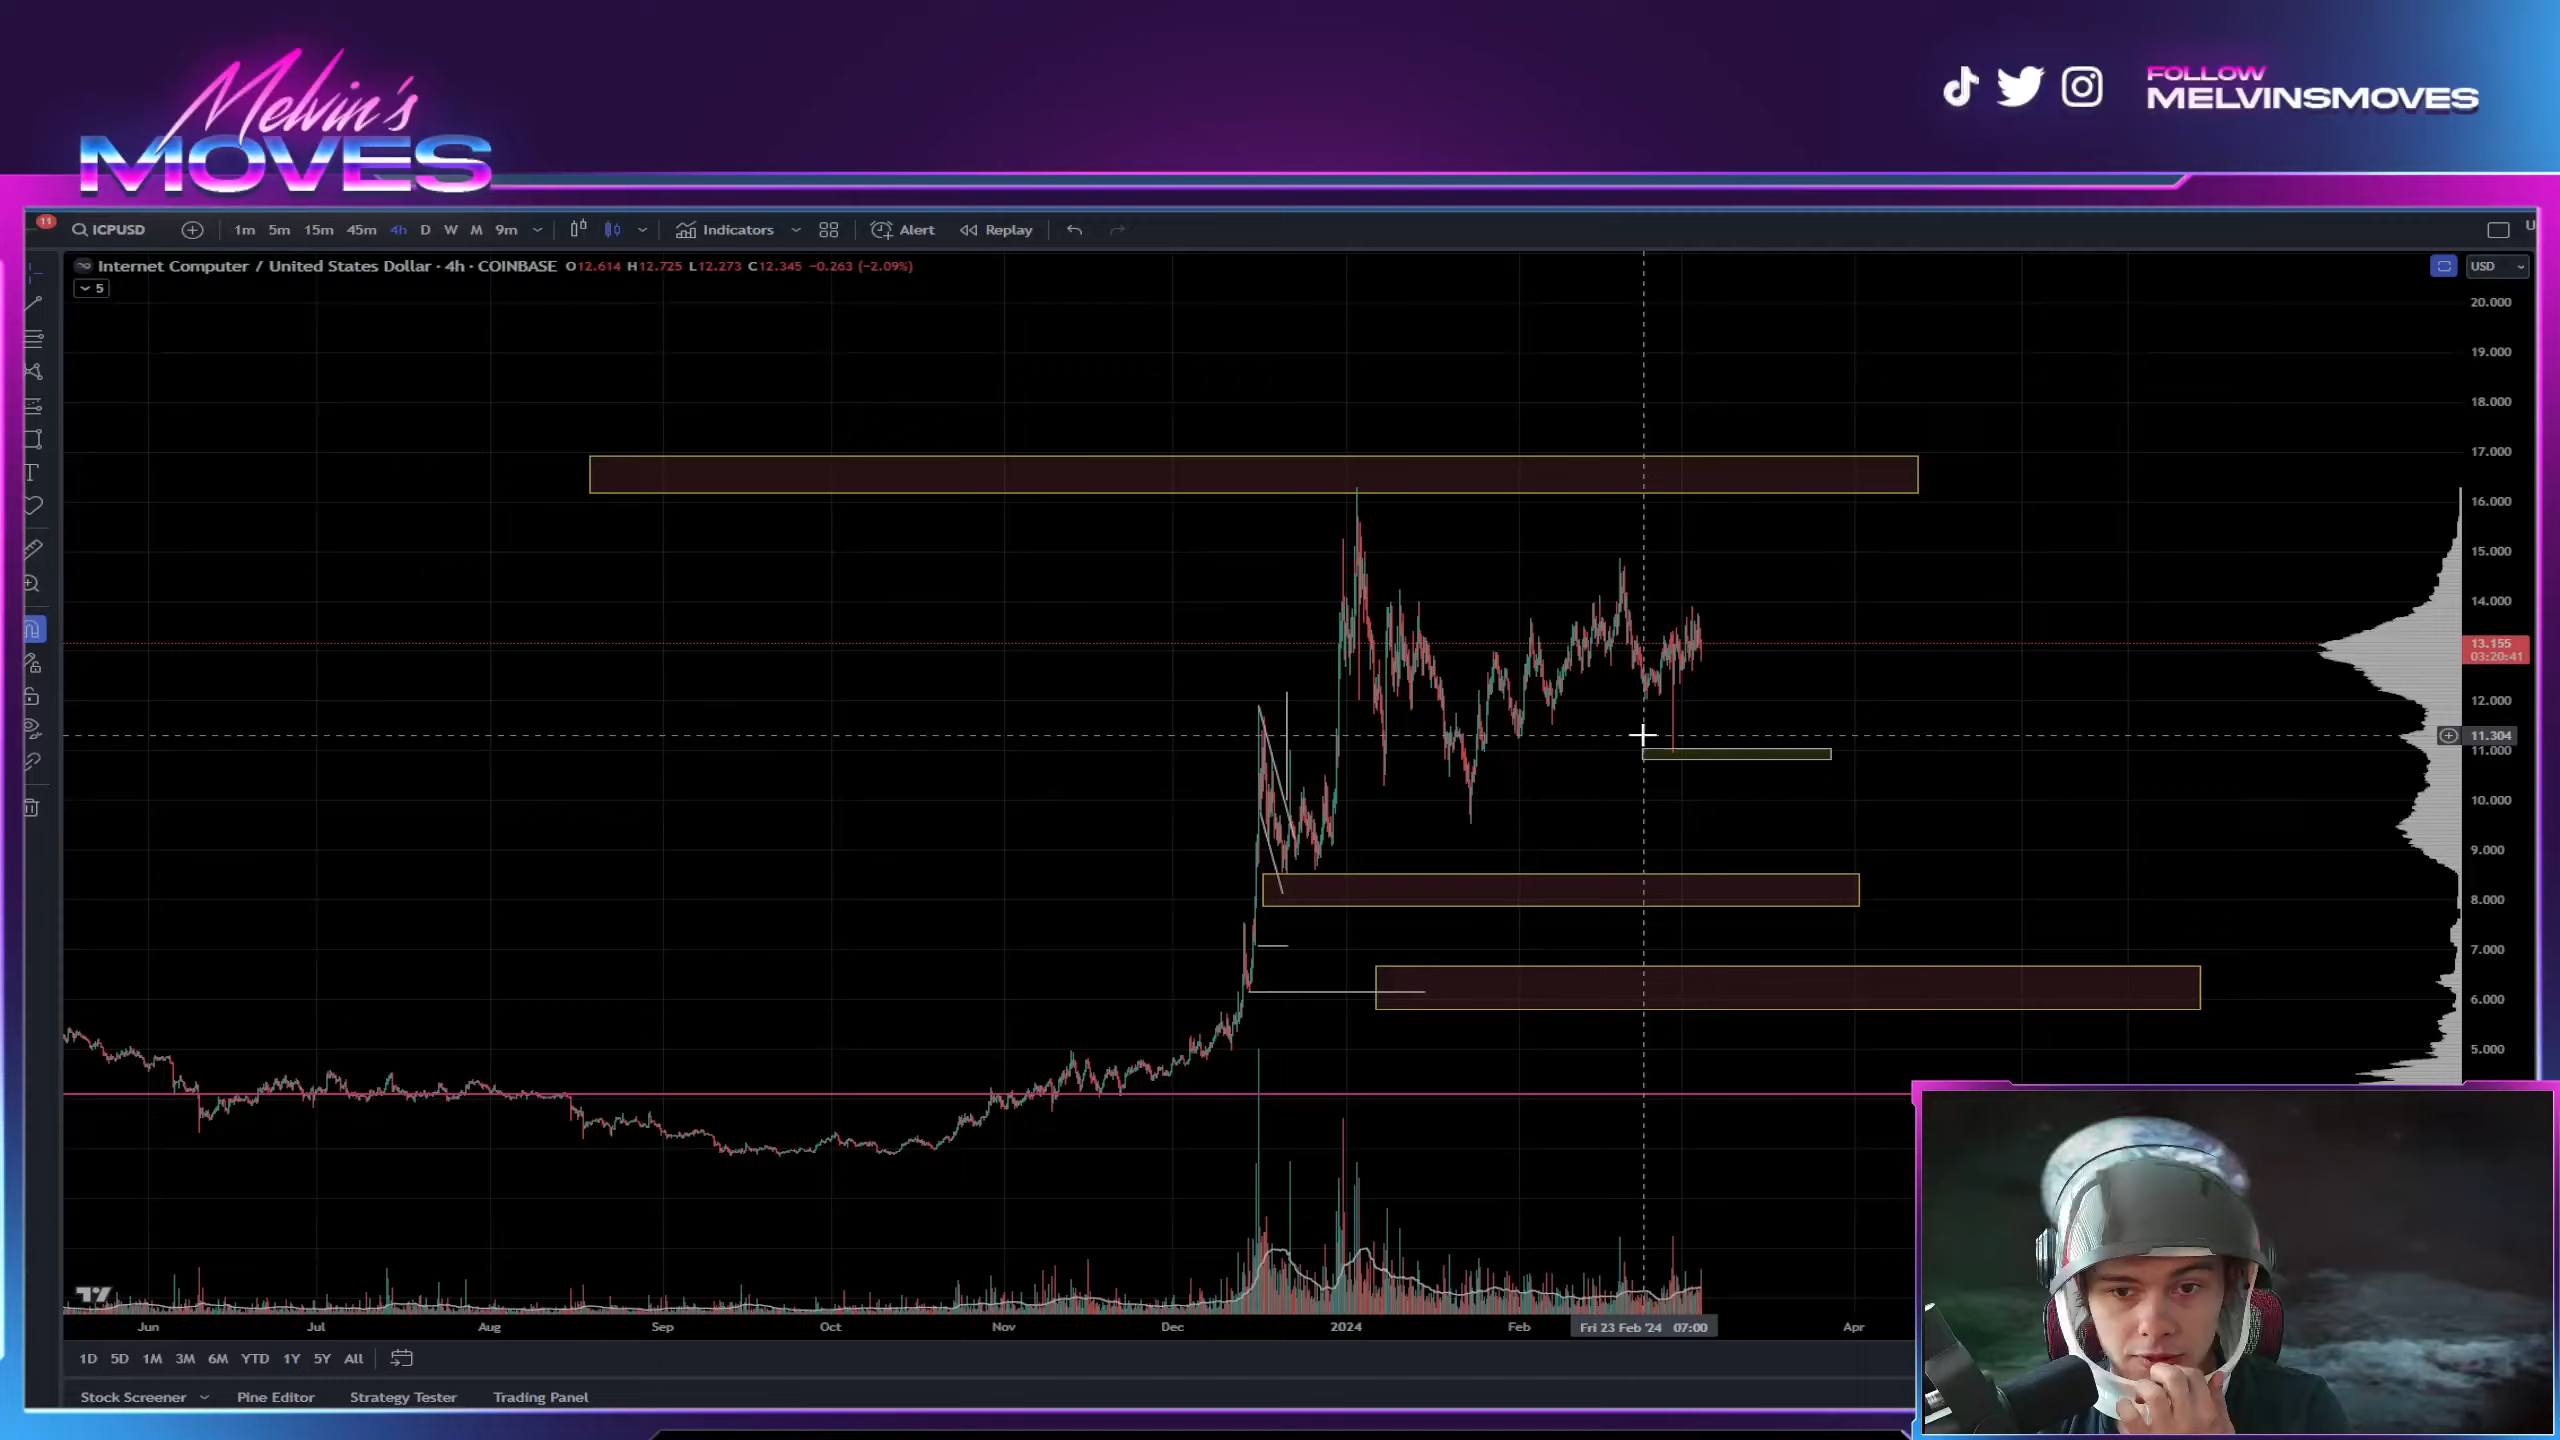 Melvin's
MOVES
FOLLOW
MELVINSMOVES
11
ICPUSD
1m 5m 15m 45m 4h D W M 9m
Indicators
Alert
Replay
U
Internet Computer / United States Dollar · 4h · COINBASE O12.614 H12.725 L12.273 C12.345 −0.263 (−2.09%)
5
USD
20.000
19.000
18.000
17.000
16.000
15.000
14.000
13.155
03:20:41
12.000
11.304
11.000
10.000
9.000
8.000
7.000
6.000
5.000
Jun Jul Aug Sep Oct Nov Dec 2024 Feb Fri 23 Feb '24 07:00 Apr
1D 5D 1M 3M 6M YTD 1Y 5Y All
Stock Screener Pine Editor Strategy Tester Trading Panel